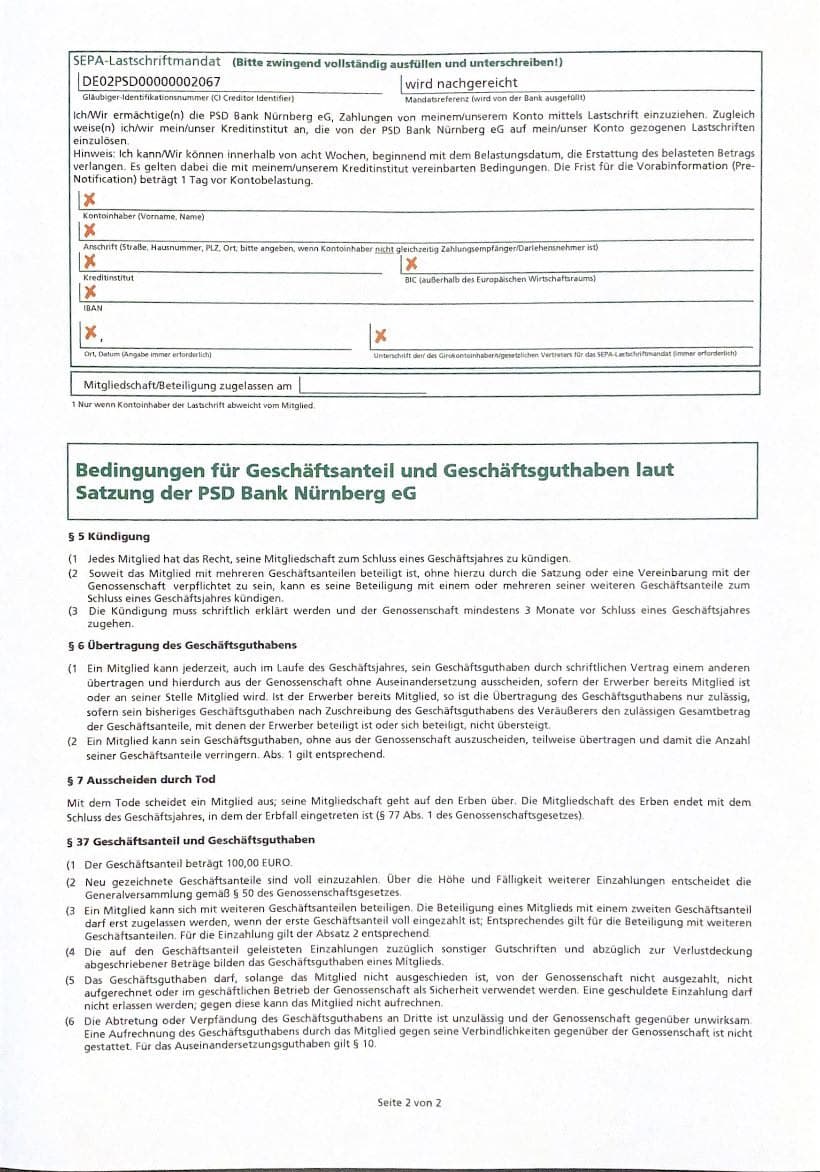 SEPA-Lastschriftmandat (Bitte zwingend vollständig ausfüllen und unterschreiben!)
DE02PSD00000002067
wird nachgereicht
Gläubiger-Identifikationsnummer (CI Creditor Identifier)
Mandatsreferenz (wird von der Bank ausgefüllt)
Ich/Wir ermächtige(n) die PSD Bank Nürnberg eG, Zahlungen von meinem/unserem Konto mittels Lastschrift einzuziehen. Zugleich
weise(n) ich/wir mein/unser Kreditinstitut an, die von der PSD Bank Nürnberg eG auf mein/unser Konto gezogenen Lastschriften
einzulösen.
Hinweis: Ich kann/Wir können innerhalb von acht Wochen, beginnend mit dem Belastungsdatum, die Erstattung des belasteten Betrags
verlangen. Es gelten dabei die mit meinem/unserem Kreditinstitut vereinbarten Bedingungen. Die Frist für die Vorabinformation (Pre-
Notification) beträgt 1 Tag vor Kontobelastung.
X
Kontoinhaber (Vorname, Name)
X
Anschrift (Straße, Hausnummer, PLZ, Ort; bitte angeben, wenn Kontoinhaber nicht gleichzeitig Zahlungsempfänger/Darlehensnehmer ist)
X
X
Kreditinstitut
BIC (außerhalb des Europäischen Wirtschaftsraums)
X
IBAN
X,
X
Ort, Datum (Angabe immer erforderlich)
Unterschrift der/ des Girokontoinhabers/gesetzlichen Vertreters für das SEPA-Lastschriftmandat (immer erforderlich)
Mitgliedschaft/Beteiligung zugelassen am
1 Nur wenn Kontoinhaber der Lastschrift abweicht vom Mitglied.
Bedingungen für Geschäftsanteil und Geschäftsguthaben laut
Satzung der PSD Bank Nürnberg eG
§ 5 Kündigung
(1 Jedes Mitglied hat das Recht, seine Mitgliedschaft zum Schluss eines Geschäftsjahres zu kündigen.
(2 Soweit das Mitglied mit mehreren Geschäftsanteilen beteiligt ist, ohne hierzu durch die Satzung oder eine Vereinbarung mit der
Genossenschaft verpflichtet zu sein, kann es seine Beteiligung mit einem oder mehreren seiner weiteren Geschäftsanteile zum
Schluss eines Geschäftsjahres kündigen.
(3 Die Kündigung muss schriftlich erklärt werden und der Genossenschaft mindestens 3 Monate vor Schluss eines Geschäftsjahres
zugehen.
§ 6 Übertragung des Geschäftsguthabens
(1 Ein Mitglied kann jederzeit, auch im Laufe des Geschäftsjahres, sein Geschäftsguthaben durch schriftlichen Vertrag einem anderen
übertragen und hierdurch aus der Genossenschaft ohne Auseinandersetzung ausscheiden, sofern der Erwerber bereits Mitglied ist
oder an seiner Stelle Mitglied wird. Ist der Erwerber bereits Mitglied, so ist die Übertragung des Geschäftsguthabens nur zulässig,
sofern sein bisheriges Geschäftsguthaben nach Zuschreibung des Geschäftsguthabens des Veräußerers den zulässigen Gesamtbetrag
der Geschäftsanteile, mit denen der Erwerber beteiligt ist oder sich beteiligt, nicht übersteigt.
(2 Ein Mitglied kann sein Geschäftsguthaben, ohne aus der Genossenschaft auszuscheiden, teilweise übertragen und damit die Anzahl
seiner Geschäftsanteile verringern. Abs. 1 gilt entsprechend.
§ 7 Ausscheiden durch Tod
Mit dem Tode scheidet ein Mitglied aus; seine Mitgliedschaft geht auf den Erben über. Die Mitgliedschaft des Erben endet mit dem
Schluss des Geschäftsjahres, in dem der Erbfall eingetreten ist (§ 77 Abs. 1 des Genossenschaftsgesetzes).
§ 37 Geschäftsanteil und Geschäftsguthaben
(1 Der Geschäftsanteil beträgt 100,00 EURO.
(2 Neu gezeichnete Geschäftsanteile sind voll einzuzahlen. Über die Höhe und Fälligkeit weiterer Einzahlungen entscheidet die
Generalversammlung gemäß § 50 des Genossenschaftsgesetzes.
(3 Ein Mitglied kann sich mit weiteren Geschäftsanteilen beteiligen. Die Beteiligung eines Mitglieds mit einem zweiten Geschäftsanteil
darf erst zugelassen werden, wenn der erste Geschäftsanteil voll eingezahlt ist; Entsprechendes gilt für die Beteiligung mit weiteren
Geschäftsanteilen. Für die Einzahlung gilt der Absatz 2 entsprechend.
(4 Die auf den Geschäftsanteil geleisteten Einzahlungen zuzüglich sonstiger Gutschriften und abzüglich zur Verlustdeckung
abgeschriebener Beträge bilden das Geschäftsguthaben eines Mitglieds.
(5 Das Geschäftsguthaben darf, solange das Mitglied nicht ausgeschieden ist, von der Genossenschaft nicht ausgezahlt, nicht
aufgerechnet oder im geschäftlichen Betrieb der Genossenschaft als Sicherheit verwendet werden. Eine geschuldete Einzahlung darf
nicht erlassen werden; gegen diese kann das Mitglied nicht aufrechnen.
(6 Die Abtretung oder Verpfändung des Geschäftsguthabens an Dritte ist unzulässig und der Genossenschaft gegenüber unwirksam.
Eine Aufrechnung des Geschäftsguthabens durch das Mitglied gegen seine Verbindlichkeiten gegenüber der Genossenschaft ist nicht
gestattet. Für das Auseinandersetzungsguthaben gilt § 10.
Seite 2 von 2